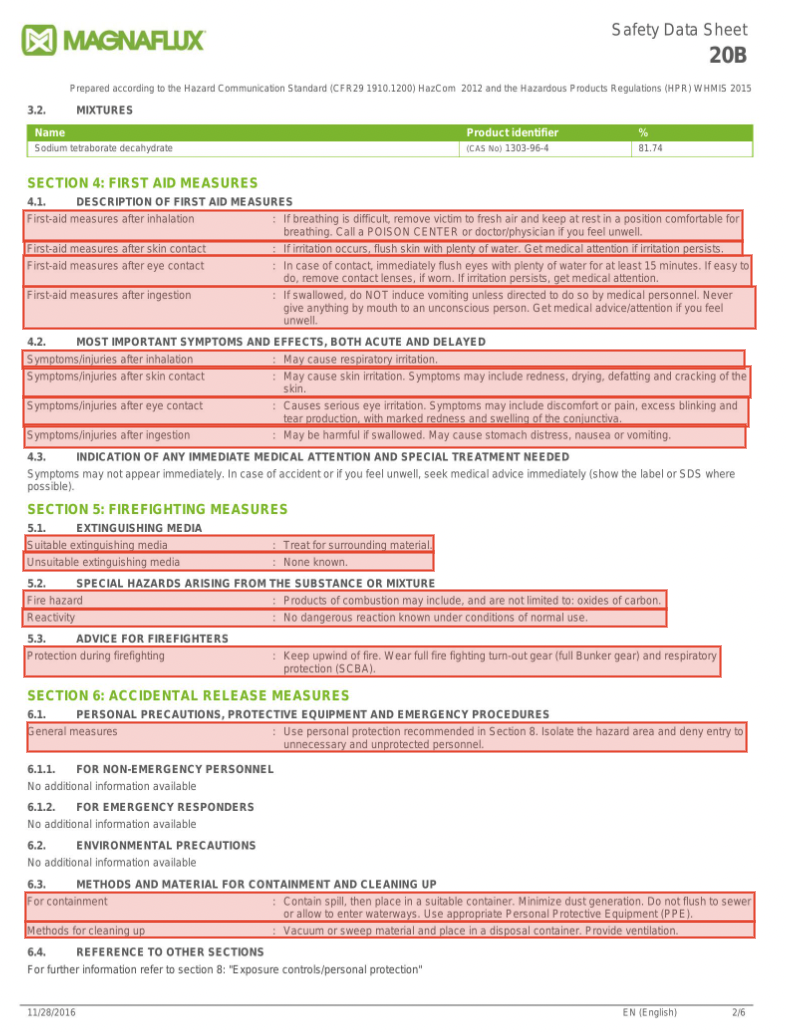 MAGNAFLUX
Safety Data Sheet
20B
Prepared according to the Hazard Communication Standard (CFR29 1910.1200) HazCom 2012 and the Hazardous Products Regulations (HPR) WHMIS 2015
3.2. MIXTURES
Name Product identifier %
Sodium tetraborate decahydrate (CAS No) 1303-96-4 81.74
SECTION 4: FIRST AID MEASURES
4.1. DESCRIPTION OF FIRST AID MEASURES
First-aid measures after inhalation : If breathing is difficult, remove victim to fresh air and keep at rest in a position comfortable for
breathing. Call a POISON CENTER or doctor/physician if you feel unwell.
First-aid measures after skin contact : If irritation occurs, flush skin with plenty of water. Get medical attention if irritation persists.
First-aid measures after eye contact : In case of contact, immediately flush eyes with plenty of water for at least 15 minutes. If easy to
do, remove contact lenses, if worn. If irritation persists, get medical attention.
First-aid measures after ingestion : If swallowed, do NOT induce vomiting unless directed to do so by medical personnel. Never
give anything by mouth to an unconscious person. Get medical advice/attention if you feel
unwell.
4.2. MOST IMPORTANT SYMPTOMS AND EFFECTS, BOTH ACUTE AND DELAYED
Symptoms/injuries after inhalation : May cause respiratory irritation.
Symptoms/injuries after skin contact : May cause skin irritation. Symptoms may include redness, drying, defatting and cracking of the
skin.
Symptoms/injuries after eye contact : Causes serious eye irritation. Symptoms may include discomfort or pain, excess blinking and
tear production, with marked redness and swelling of the conjunctiva.
Symptoms/injuries after ingestion : May be harmful if swallowed. May cause stomach distress, nausea or vomiting.
4.3. INDICATION OF ANY IMMEDIATE MEDICAL ATTENTION AND SPECIAL TREATMENT NEEDED
Symptoms may not appear immediately. In case of accident or if you feel unwell, seek medical advice immediately (show the label or SDS where
possible).
SECTION 5: FIREFIGHTING MEASURES
5.1. EXTINGUISHING MEDIA
Suitable extinguishing media : Treat for surrounding material.
Unsuitable extinguishing media : None known.
5.2. SPECIAL HAZARDS ARISING FROM THE SUBSTANCE OR MIXTURE
Fire hazard : Products of combustion may include, and are not limited to: oxides of carbon.
Reactivity : No dangerous reaction known under conditions of normal use.
5.3. ADVICE FOR FIREFIGHTERS
Protection during firefighting : Keep upwind of fire. Wear full fire fighting turn-out gear (full Bunker gear) and respiratory
protection (SCBA).
SECTION 6: ACCIDENTAL RELEASE MEASURES
6.1. PERSONAL PRECAUTIONS, PROTECTIVE EQUIPMENT AND EMERGENCY PROCEDURES
General measures : Use personal protection recommended in Section 8. Isolate the hazard area and deny entry to
unnecessary and unprotected personnel.
6.1.1. FOR NON-EMERGENCY PERSONNEL
No additional information available
6.1.2. FOR EMERGENCY RESPONDERS
No additional information available
6.2. ENVIRONMENTAL PRECAUTIONS
No additional information available
6.3. METHODS AND MATERIAL FOR CONTAINMENT AND CLEANING UP
For containment : Contain spill, then place in a suitable container. Minimize dust generation. Do not flush to sewer
or allow to enter waterways. Use appropriate Personal Protective Equipment (PPE).
Methods for cleaning up : Vacuum or sweep material and place in a disposal container. Provide ventilation.
6.4. REFERENCE TO OTHER SECTIONS
For further information refer to section 8: "Exposure controls/personal protection"
11/28/2016 EN (English) 2/6